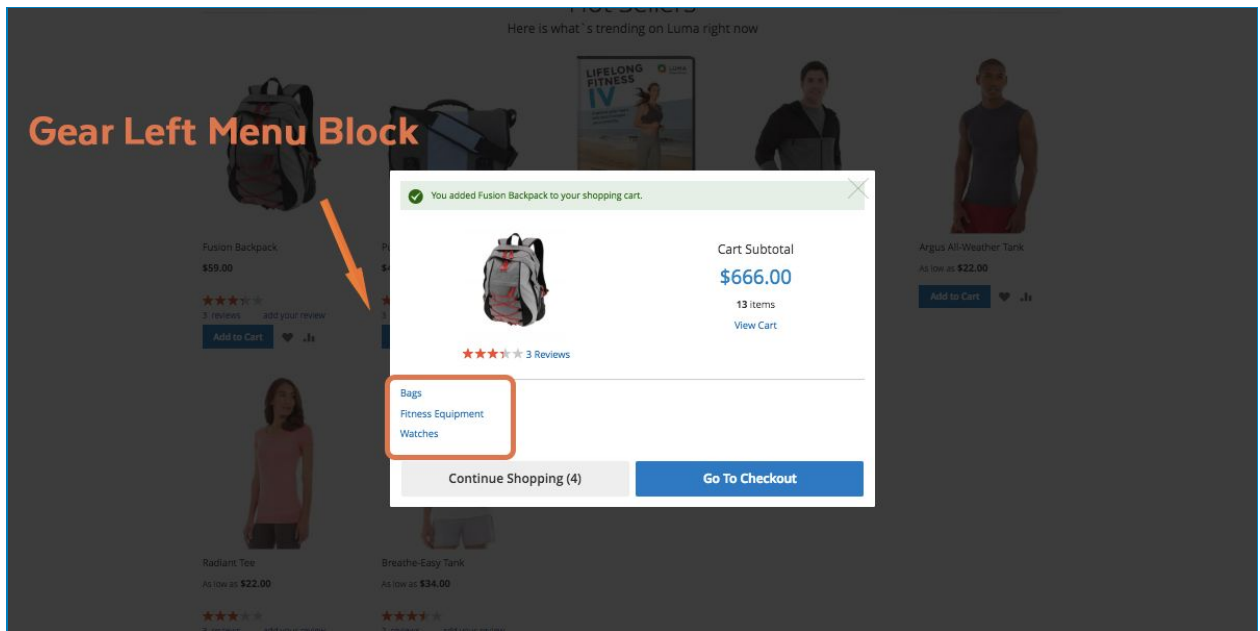 Hot Sellers
Here is what`s trending on Luma right now
LIFELONG
FITNESS
IV
LUMA
Gear Left Menu Block
You added Fusion Backpack to your shopping cart.
Fusion Backpack
$59.00
3 reviews add your review
Add to Cart
Cart Subtotal
$666.00
13 items
View Cart
3 Reviews
Argus All-Weather Tank
As low as $22.00
Add to Cart
Bags
Fitness Equipment
Watches
Continue Shopping (4)
Go To Checkout
Radiant Tee
As low as $22.00
Breathe-Easy Tank
As low as $34.00